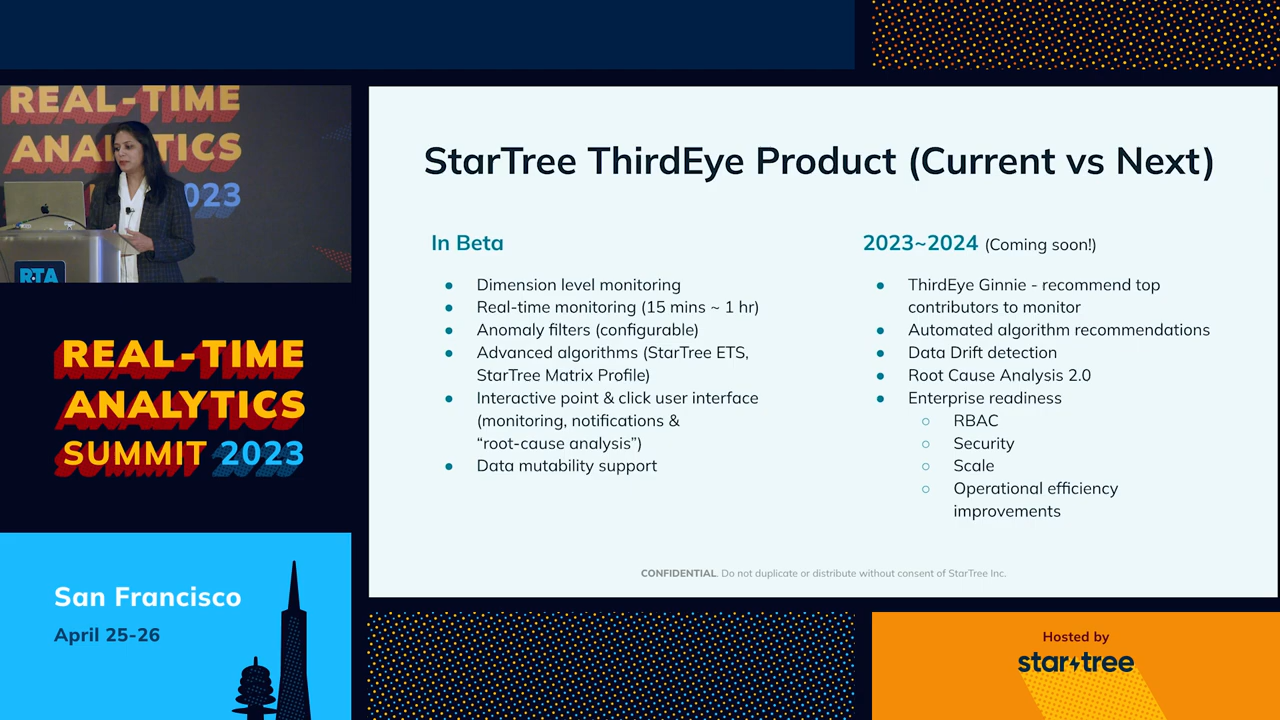 REAL-TIME
ANALYTICS
2023
RTA
REAL-TIME
ANALYTICS
SUMMIT 2023
San Francisco
April 25-26
StarTree ThirdEye Product (Current vs Next)
In Beta
● Dimension level monitoring
● Real-time monitoring (15 mins ~ 1 hr)
● Anomaly filters (configurable)
● Advanced algorithms (StarTree ETS,
StarTree Matrix Profile)
● Interactive point & click user interface
(monitoring, notifications &
“root-cause analysis”)
● Data mutability support
2023~2024 (Coming soon!)
● ThirdEye Ginnie - recommend top
contributors to monitor
● Automated algorithm recommendations
● Data Drift detection
● Root Cause Analysis 2.0
● Enterprise readiness
○ RBAC
○ Security
○ Scale
○ Operational efficiency
improvements
CONFIDENTIAL. Do not duplicate or distribute without consent of StarTree Inc.
Hosted by
startree